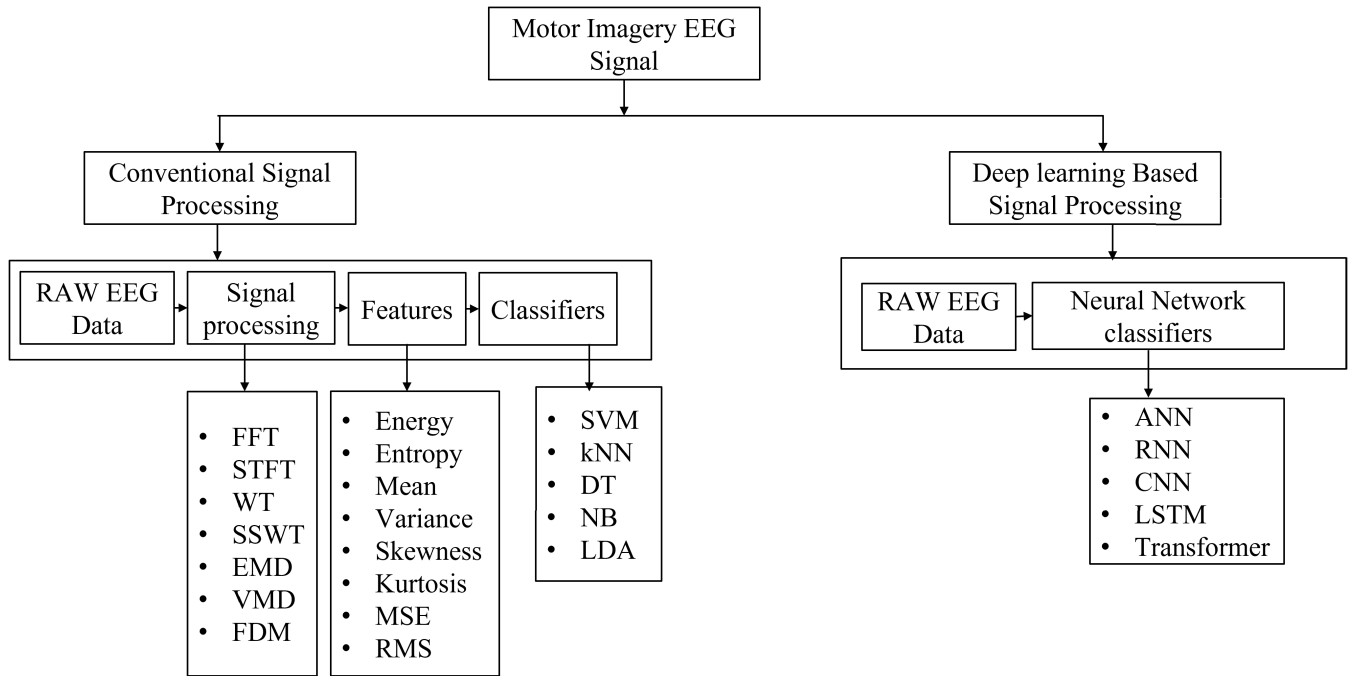 Motor Imagery EEG
Signal
Conventional Signal
Processing
Deep learning Based
Signal Processing
RAW EEG
Data
Signal
processing
Features
Classifiers
RAW EEG
Data
Neural Network
classifiers
• FFT
• STFT
• WT
• SSWT
• EMD
• VMD
• FDM
• Energy
• Entropy
• Mean
• Variance
• Skewness
• Kurtosis
• MSE
• RMS
• SVM
• kNN
• DT
• NB
• LDA
• ANN
• RNN
• CNN
• LSTM
• Transformer